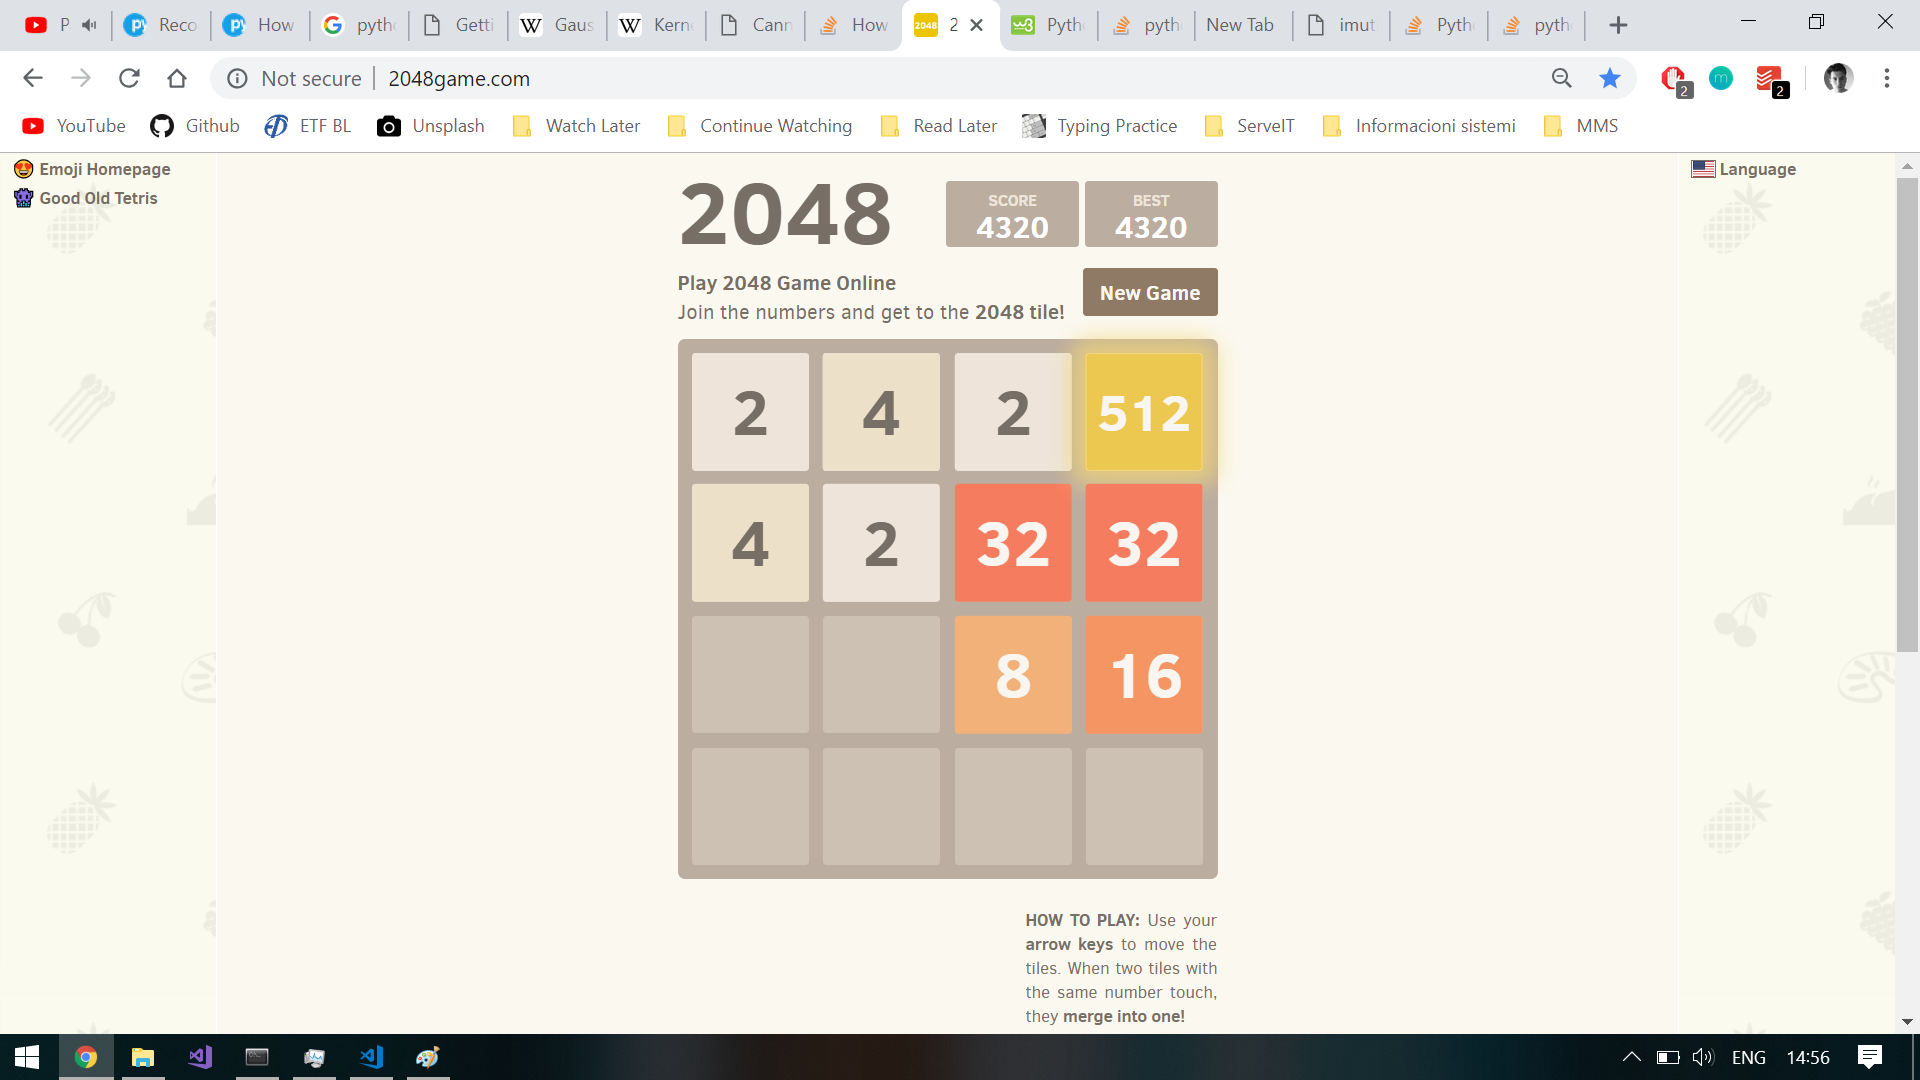 P Reco How pytho Getti Gaus Kerne Cann How 2 Pyth pyth New Tab imut Pyth pyth
Not secure 2048game.com 2 2
YouTube Github ETF BL Unsplash Watch Later Continue Watching Read Later Typing Practice ServeIT Informacioni sistemi MMS
Emoji Homepage
Good Old Tetris
Language
2048
SCORE
4320
BEST
4320
Play 2048 Game Online
Join the numbers and get to the 2048 tile!
New Game
2 4 2 512
4 2 32 32
8 16
HOW TO PLAY: Use your
arrow keys to move the
tiles. When two tiles with
the same number touch,
they merge into one!
ENG 14:56